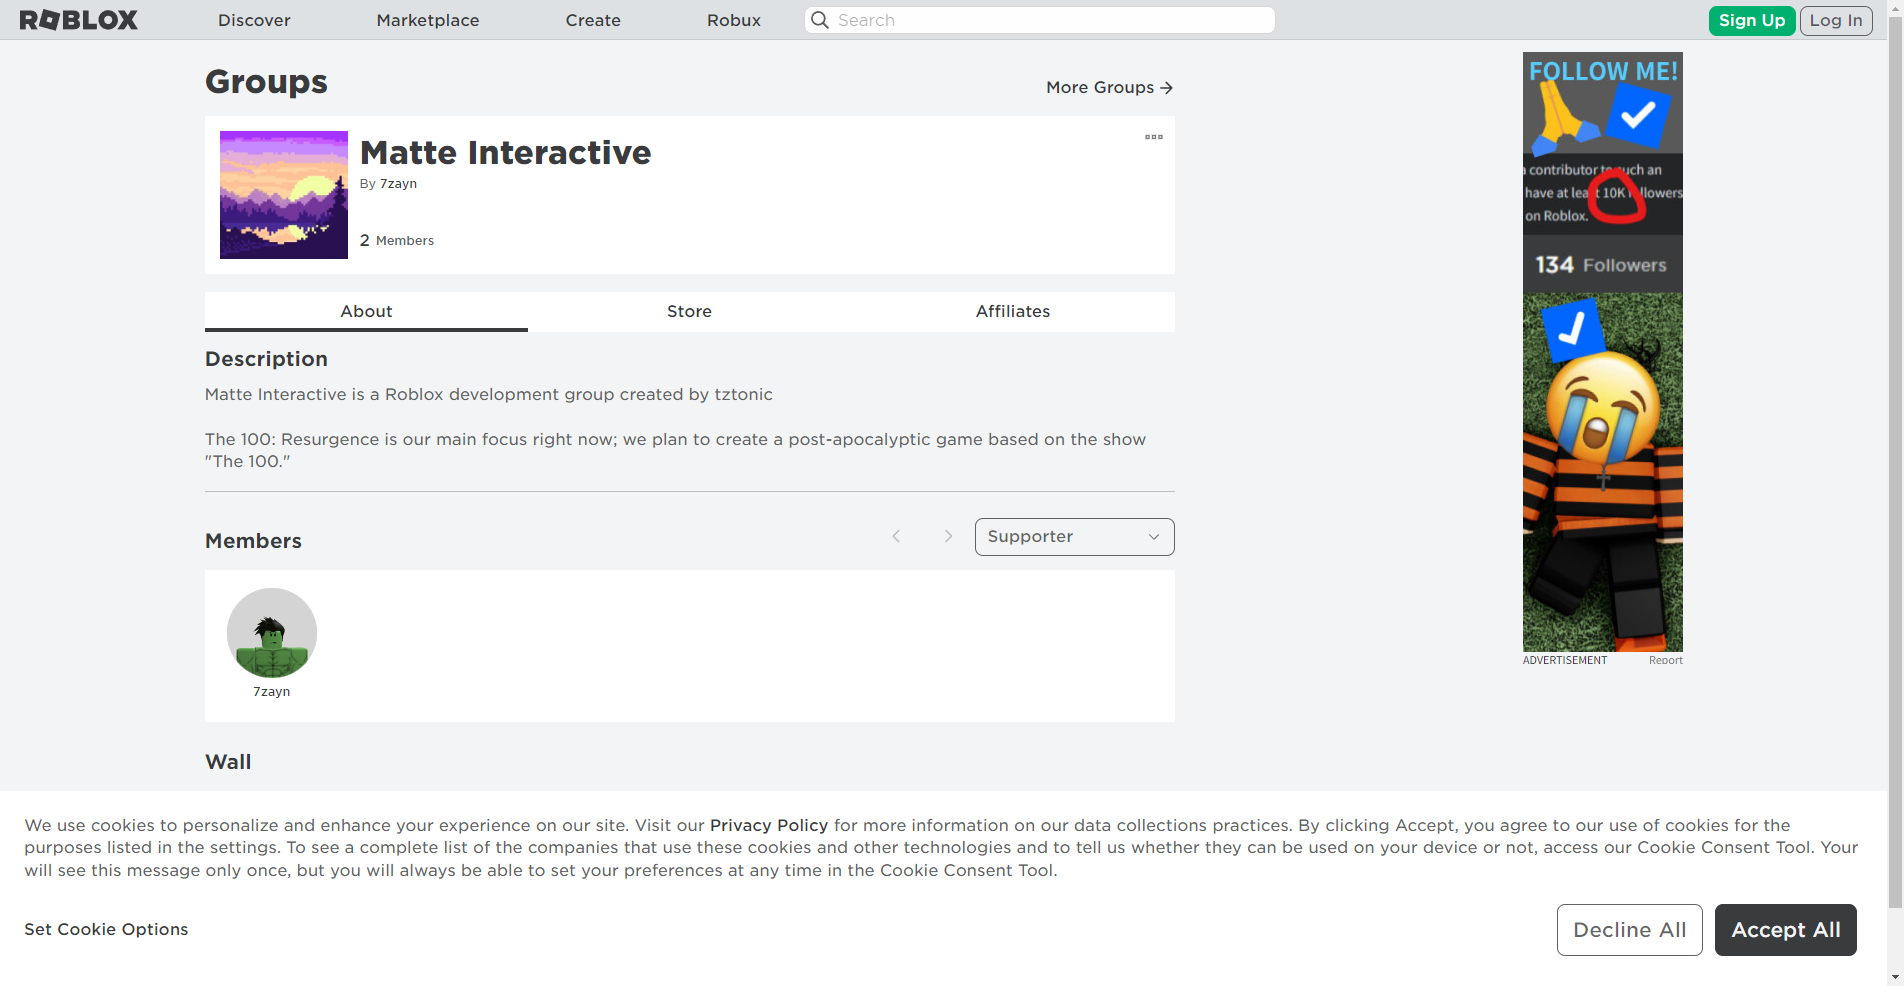 ROBLOX
Discover
Marketplace
Create
Robux
Search
Sign Up
Log In
Groups
More Groups
Matte Interactive
By 7zayn
2 Members
About
Store
Affiliates
Description
Matte Interactive is a Roblox development group created by tztonic
The 100: Resurgence is our main focus right now; we plan to create a post-apocalyptic game based on the show
"The 100."
Members
Supporter
7zayn
Wall
FOLLOW ME!
contributor to such an
have at least 10K
on Roblox.
134 Followers
ADVERTISEMENT
Report
We use cookies to personalize and enhance your experience on our site. Visit our Privacy Policy for more information on our data collections practices. By clicking Accept, you agree to our use of cookies for the
purposes listed in the settings. To see a complete list of the companies that use these cookies and other technologies and to tell us whether they can be used on your device or not, access our Cookie Consent Tool. Your
will see this message only once, but you will always be able to set your preferences at any time in the Cookie Consent Tool.
Set Cookie Options
Decline All
Accept All